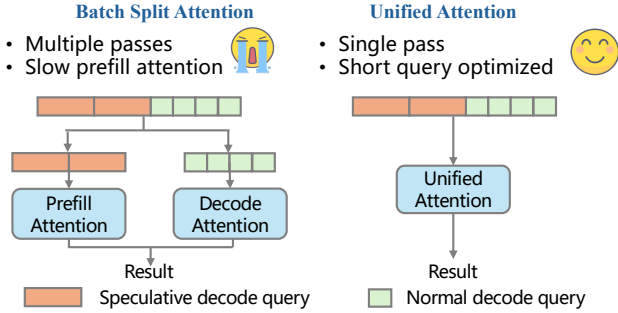 Batch Split Attention
• Multiple passes
• Slow prefill attention
Prefill
Attention
Decode
Attention
Result
Unified Attention
• Single pass
• Short query optimized
Unified
Attention
Result
Speculative decode query
Normal decode query